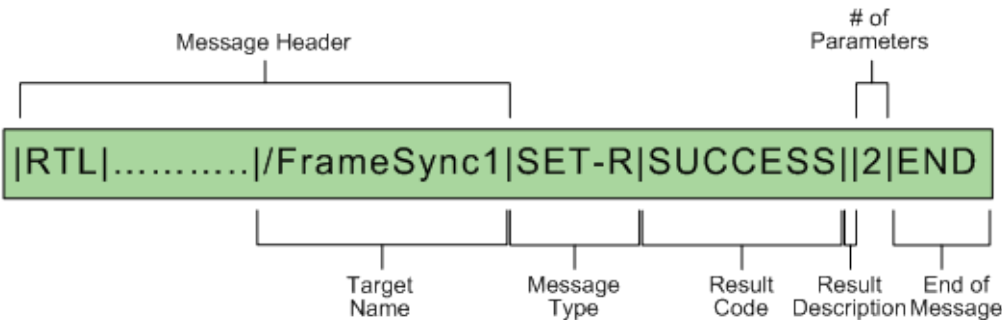 # of
Message Header Parameters
|RTL|...........|/FrameSync1|SET-R|SUCCESS||2|END
Target Message Result Result End of
Name Type Code Description Message